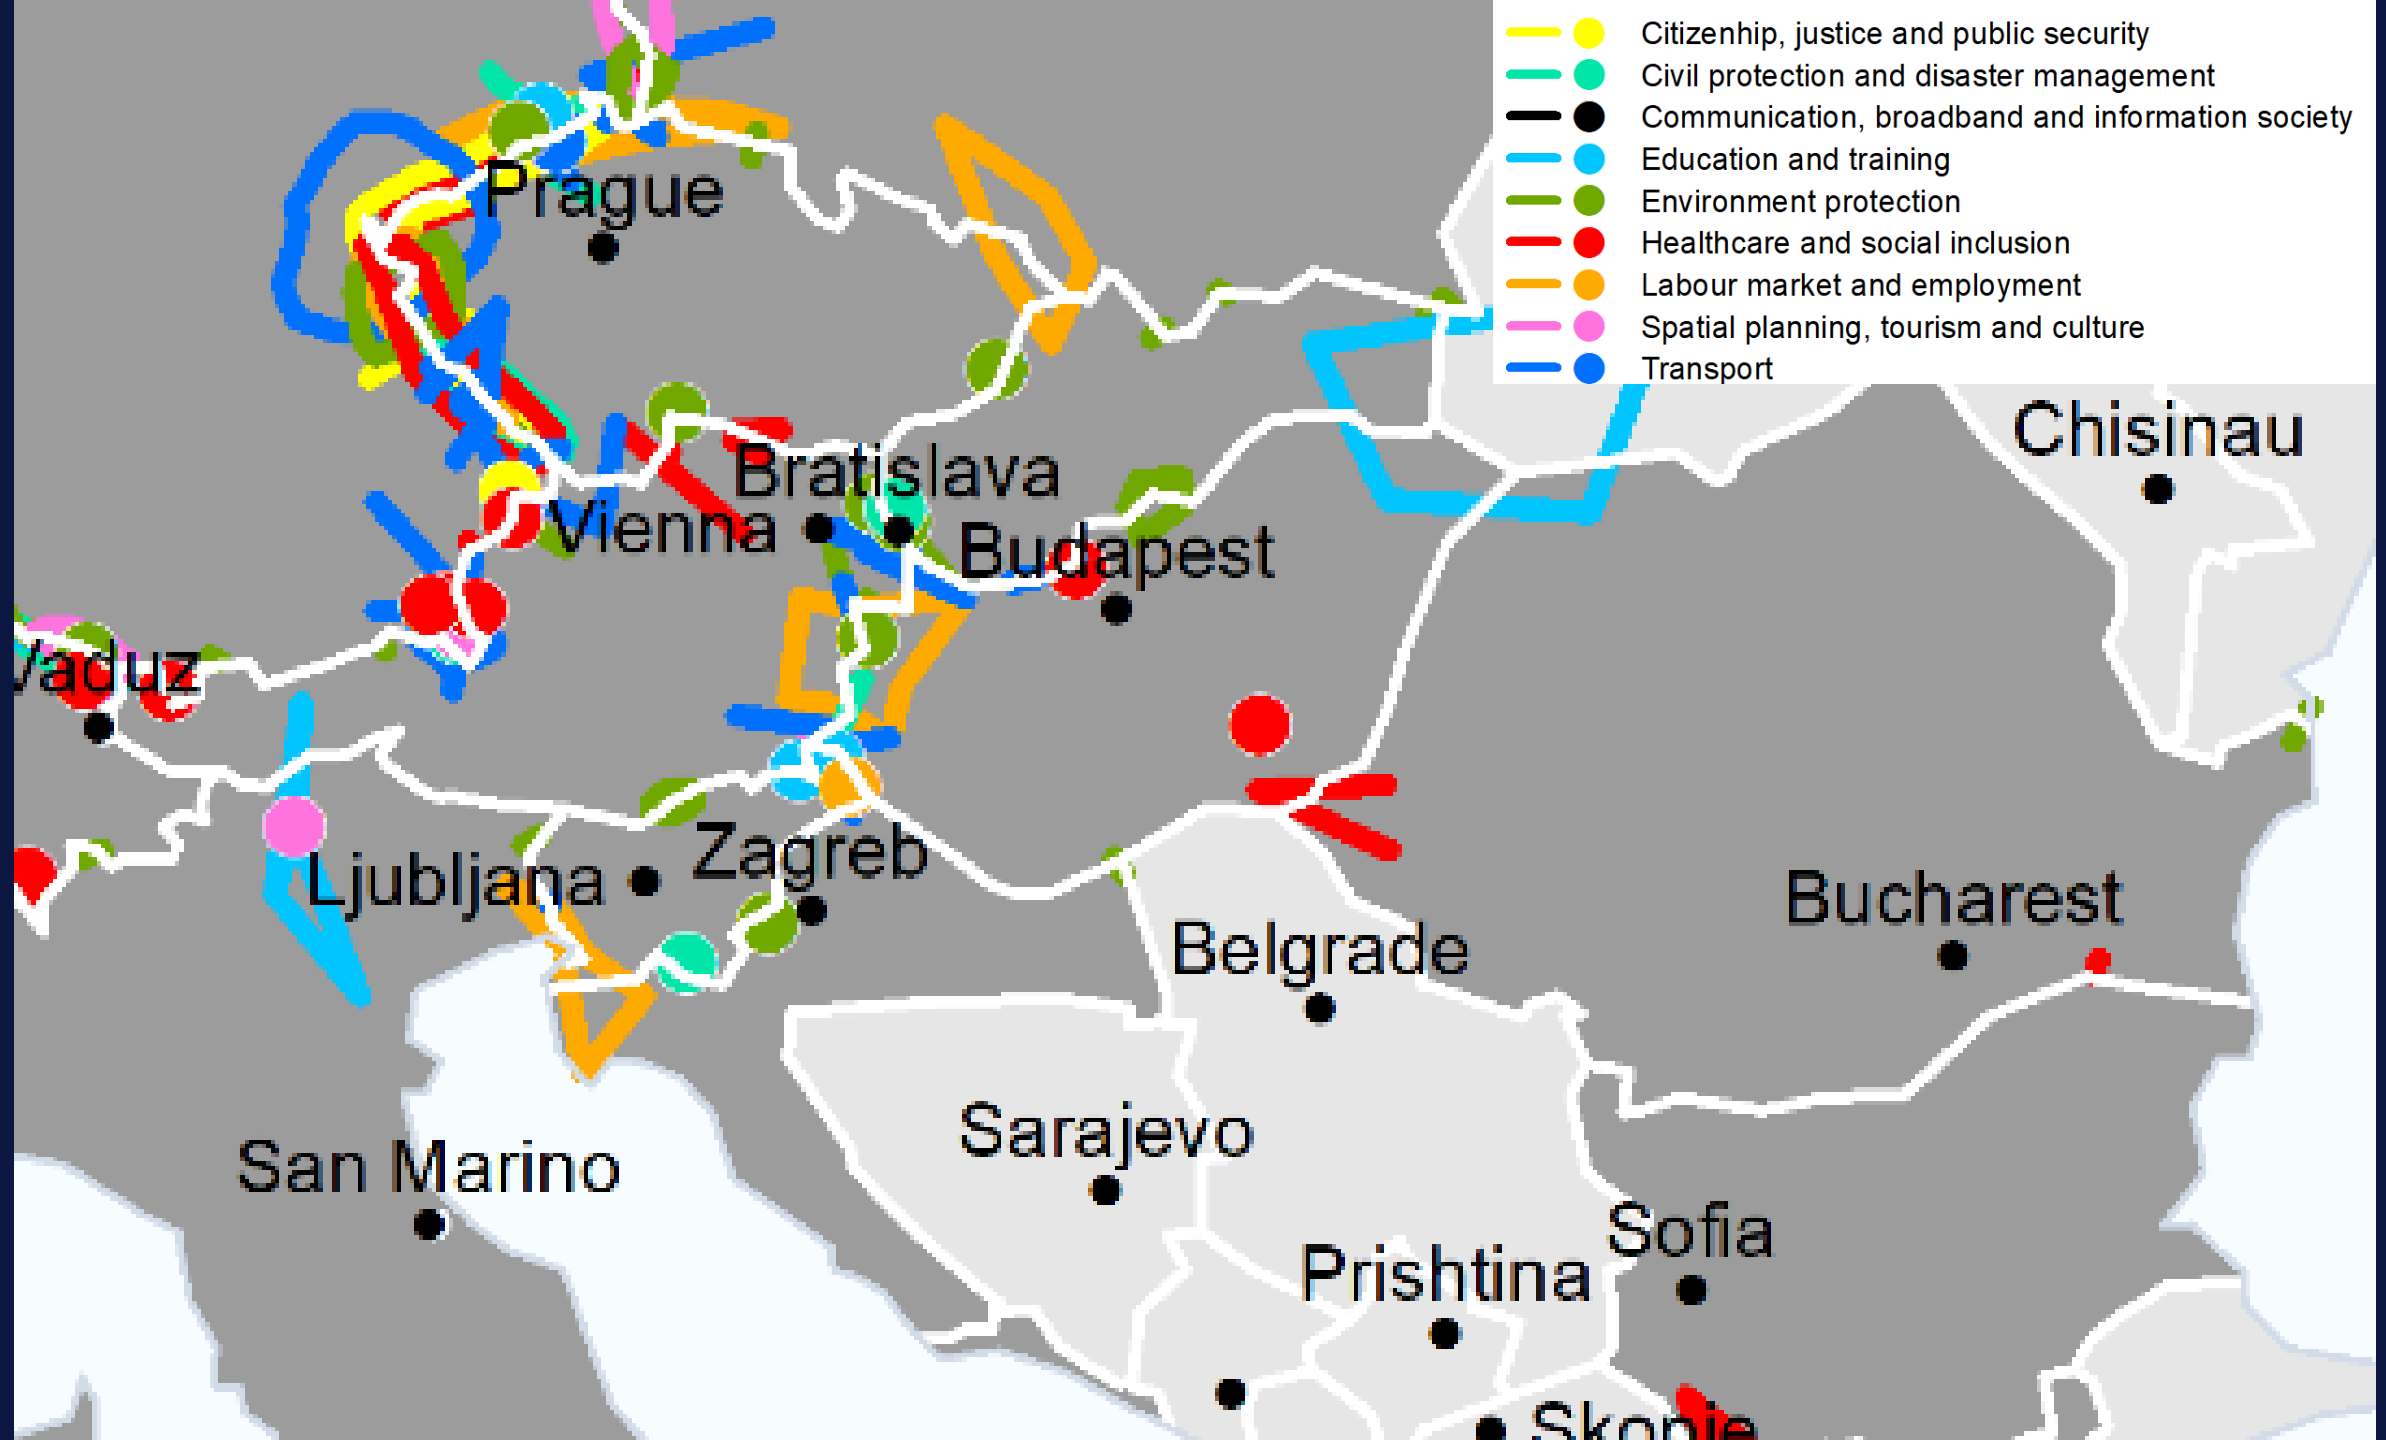 Citizenhip, justice and public security
Civil protection and disaster management
Communication, broadband and information society
Education and training
Environment protection
Healthcare and social inclusion
Labour market and employment
Spatial planning, tourism and culture
Transport
Prague
Chisinau
Bratislava
Vienna
Budapest
Vaduz
Zagreb
Ljubljana
Bucharest
Belgrade
Sarajevo
San Marino
Sofia
Prishtina
Skopje